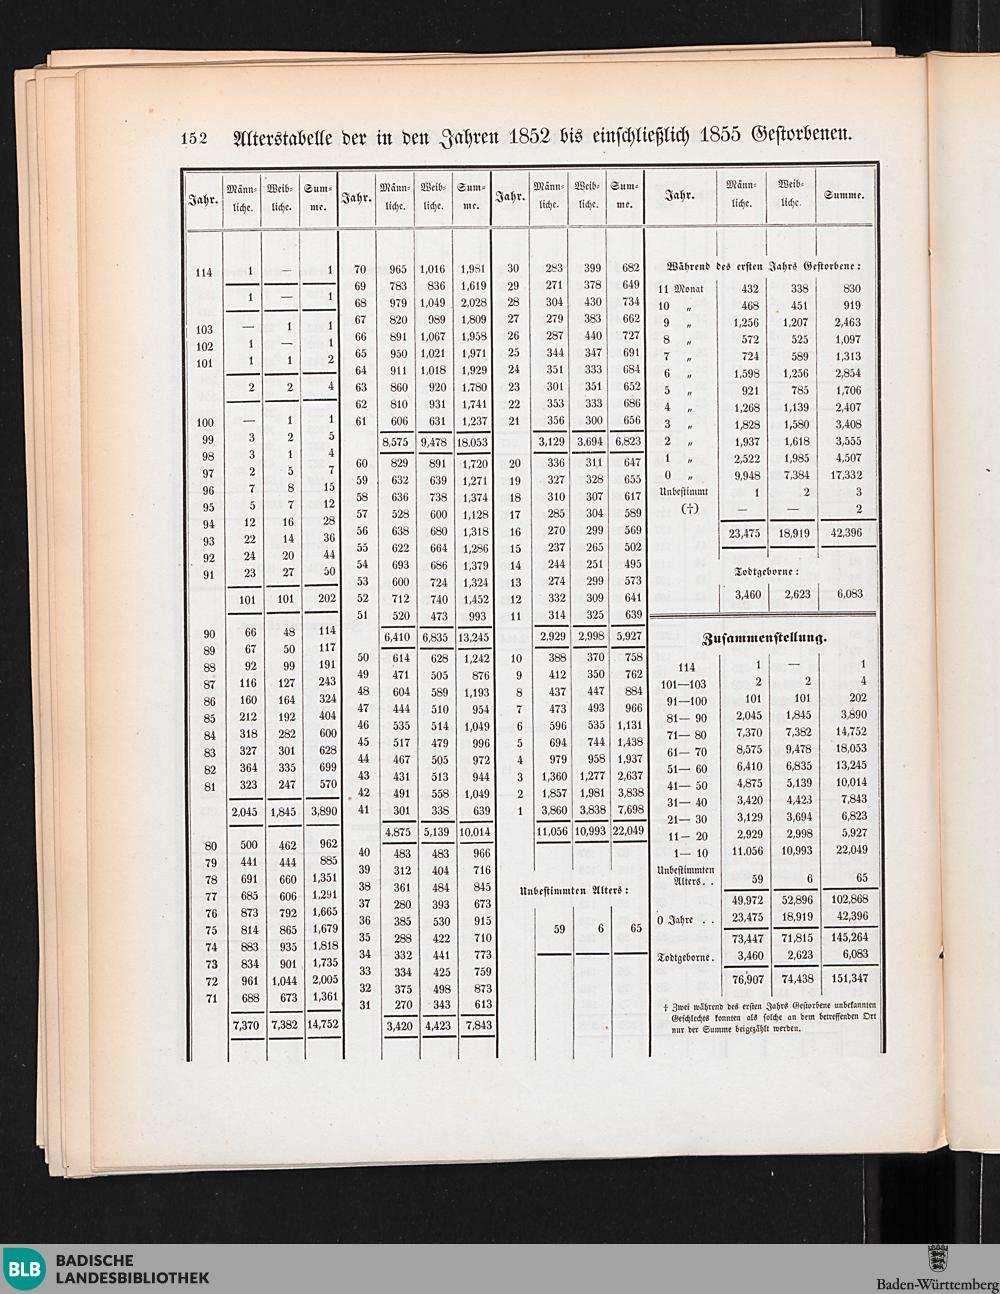 152 Alterstabelle der in den Jahren 1852 bis einschließlich 1855 Gestorbenen.
Jahr. Männliche. Weibliche. Summe.
114 1 — 1
1 — 1
103 — 1 1
102 1 — 1
101 1 1 2
2 2 4
100 — 1 1
99 3 2 5
98 3 1 4
97 2 5 7
96 7 8 15
95 5 7 12
94 12 16 28
93 22 14 36
92 24 20 44
91 23 27 50
101 101 202
90 66 48 114
89 67 50 117
88 92 99 191
87 116 127 243
86 160 164 324
85 212 192 404
84 318 282 600
83 327 301 628
82 364 335 699
81 323 247 570
2,045 1,845 3,890
80 500 462 962
79 441 444 885
78 691 660 1,351
77 685 606 1,291
76 873 792 1,665
75 814 865 1,679
74 883 935 1,818
73 834 901 1,735
72 961 1,044 2,005
71 688 673 1,361
7,370 7,382 14,752
Jahr. Männliche. Weibliche. Summe.
70 965 1,016 1,981
69 783 836 1,619
68 979 1,049 2,028
67 820 989 1,809
66 891 1,067 1,958
65 950 1,021 1,971
64 911 1,018 1,929
63 860 920 1,780
62 810 931 1,741
61 606 631 1,237
8,575 9,478 18.053
60 829 891 1,720
59 632 639 1,271
58 636 738 1,374
57 528 600 1,128
56 638 680 1,318
55 622 664 1,286
54 693 686 1,379
53 600 724 1,324
52 712 740 1,452
51 520 473 993
6,410 6,835 13,245
50 614 628 1,242
49 471 505 876
48 604 589 1,193
47 444 510 954
46 535 514 1,049
45 517 479 996
44 467 505 972
43 431 513 944
42 491 558 1,049
41 301 338 639
4,875 5,139 10,014
40 483 483 966
39 312 404 716
38 361 484 845
37 280 393 673
36 385 530 915
35 288 422 710
34 332 441 773
33 334 425 759
32 375 498 873
31 270 343 613
3,420 4,423 7,843
Jahr. Männliche. Weibliche. Summe.
30 283 399 682
29 271 378 649
28 304 430 734
27 279 383 662
26 287 440 727
25 344 347 691
24 351 333 684
23 301 351 652
22 353 333 686
21 356 300 656
3,129 3,694 6,823
20 336 311 647
19 327 328 655
18 310 307 617
17 285 304 589
16 270 299 569
15 237 265 502
14 244 251 495
13 274 299 573
12 332 309 641
11 314 325 639
2,929 2,998 5,927
10 388 370 758
9 412 350 762
8 437 447 884
7 473 493 966
6 596 535 1,131
5 694 744 1,438
4 979 958 1,937
3 1,360 1,277 2,637
2 1,857 1,981 3,838
1 3,860 3,838 7,698
11,056 10,993 22,049
Unbestimmten Alters:
59 6 65
Jahr. Männliche. Weibliche. Summe.
Während des ersten Jahrs Gestorbene:
11 Monat 432 338 830
10 „ 468 451 919
9 „ 1,256 1,207 2,463
8 „ 572 525 1,097
7 „ 724 589 1,313
6 „ 1,598 1,256 2,854
5 „ 921 785 1,706
4 „ 1,268 1,139 2,407
3 „ 1,828 1,580 3,408
2 „ 1,937 1,618 3,555
1 „ 2,522 1,985 4,507
0 „ 9,948 7,384 17,332
Unbestimmt 1 2 3
(†) — — 2
23,475 18,919 42,396
Todtgeborne:
3,460 2,623 6,083
Zusammenstellung.
114 1 — 1
101—103 2 2 4
91—100 101 101 202
81— 90 2,045 1,845 3,890
71— 80 7,370 7,382 14,752
61— 70 8,575 9,478 18,053
51— 60 6,410 6,835 13,245
41— 50 4,875 5,139 10,014
31— 40 3,420 4,423 7,843
21— 30 3,129 3,694 6,823
11— 20 2,929 2,998 5,927
1— 10 11,056 10,993 22,049
Unbestimmten
Alters. . 59 6 65
49,972 52,896 102,868
0 Jahre . . 23,475 18,919 42,396
73,447 71,815 145,264
Todtgeborne. 3,460 2,623 6,083
76,907 74,438 151,347
† Zwei während des ersten Jahrs Gestorbene unbekannten
Geschlechts konnten als solche an dem betreffenden Ort
nur der Summe beigezählt werden.
BLB BADISCHE
LANDESBIBLIOTHEK
Baden-Württemberg